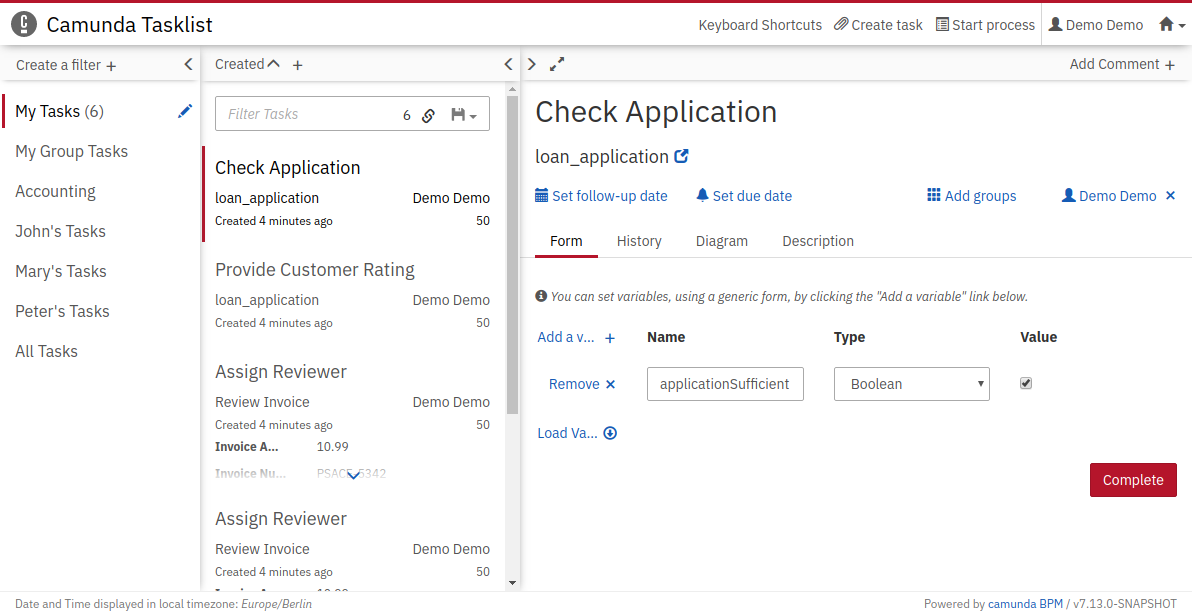 Camunda Tasklist
Keyboard Shortcuts Create task Start process Demo Demo
Create a filter +
My Tasks (6)
My Group Tasks
Accounting
John's Tasks
Mary's Tasks
Peter's Tasks
All Tasks
Created +
Filter Tasks 6
Check Application
loan_application Demo Demo
Created 4 minutes ago 50
Provide Customer Rating
loan_application Demo Demo
Created 4 minutes ago 50
Assign Reviewer
Review Invoice Demo Demo
Created 4 minutes ago 50
Invoice A... 10.99
Invoice Nu... PSACE-5342
Assign Reviewer
Review Invoice Demo Demo
Created 4 minutes ago 50
Add Comment +
Check Application
loan_application
Set follow-up date Set due date Add groups Demo Demo ×
Form History Diagram Description
You can set variables, using a generic form, by clicking the "Add a variable" link below.
Add a v... + Name Type Value
Remove × applicationSufficient Boolean
Load Va...
Complete
Date and Time displayed in local timezone: Europe/Berlin
Powered by camunda BPM / v7.13.0-SNAPSHOT